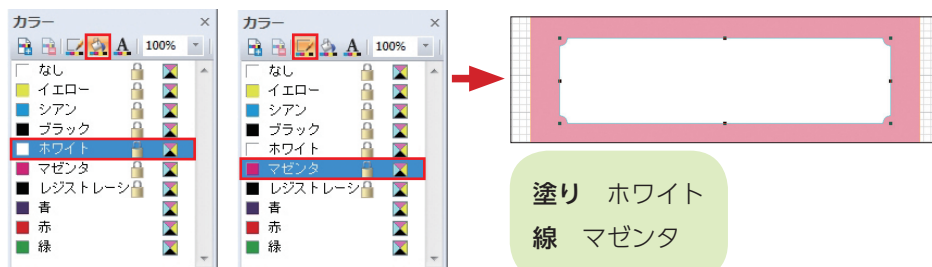 カラー ×
A 100%
なし
イエロー
シアン
ブラック
ホワイト
マゼンタ
レジストレーシ
青
赤
緑
カラー ×
A 100%
なし
イエロー
シアン
ブラック
ホワイト
マゼンタ
レジストレーシ
青
赤
緑
塗り ホワイト
線 マゼンタ